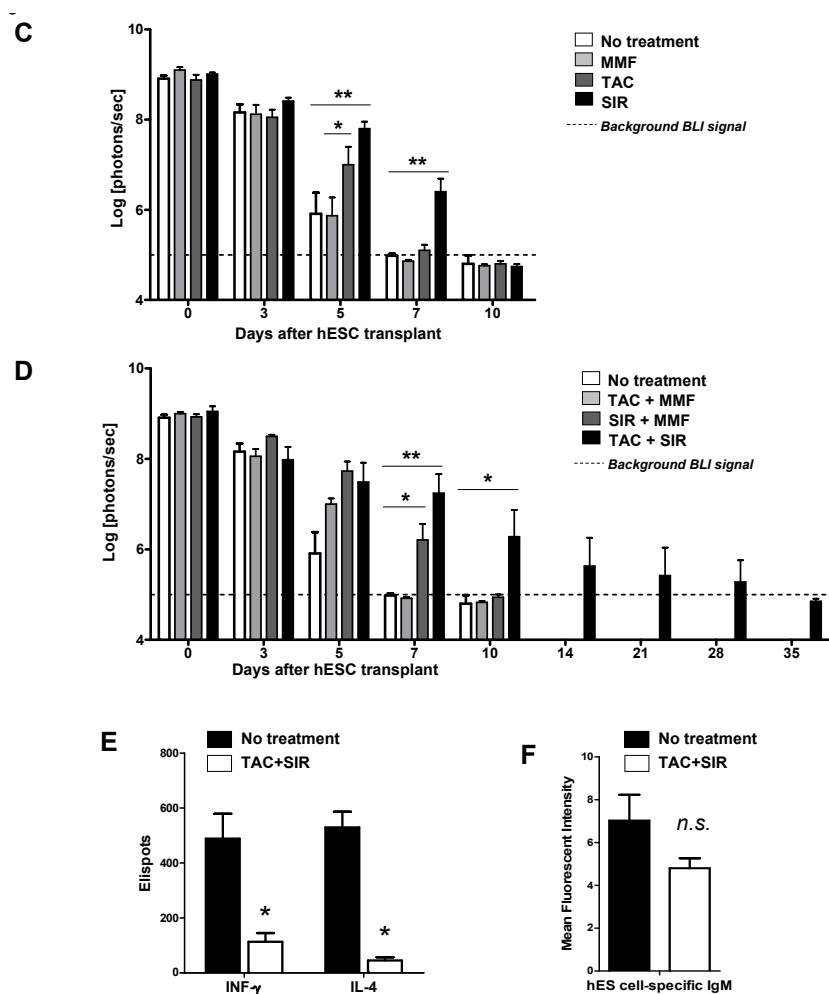 C
No treatment
MMF
TAC
SIR
Background BLI signal
10
8
6
4
Log [photons/sec]
**
*
**
0 3 5 7 10
Days after hESC transplant
D
No treatment
TAC + MMF
SIR + MMF
TAC + SIR
Background BLI signal
10
8
6
4
Log [photons/sec]
**
*
*
0 3 5 7 10 14 21 28 35
Days after hESC transplant
E
No treatment
TAC+SIR
800
600
400
200
0
Elispots
*
*
INF-γ IL-4
F
No treatment
TAC+SIR
10
8
6
4
2
0
Mean Fluorescent Intensity
n.s.
hES cell-specific IgM